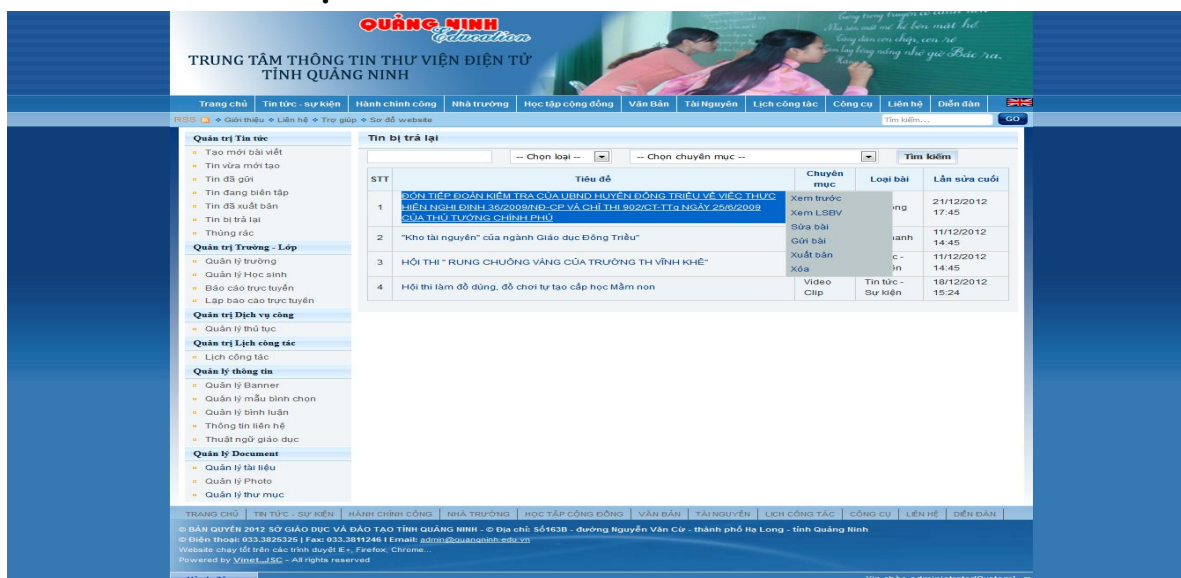 QUẢNG NINH
Education
TRUNG TÂM THÔNG TIN THƯ VIỆN ĐIỆN TỬ
TỈNH QUẢNG NINH
Trang chủ Tin tức - sự kiện Hành chính công Nhà trường Học tập cộng đồng Văn Bản Tài Nguyên Lịch công tác Công cụ Liên hệ Diễn đàn
RSS Giới thiệu Liên hệ Trợ giúp Sơ đồ website Tìm kiếm... GO
Quản trị Tin tức
Tạo mới bài viết
Tin vừa mới tạo
Tin đã gửi
Tin đang biên tập
Tin đã xuất bản
Tin bị trả lại
Thùng rác
Quản trị Trường - Lớp
Quản lý trường
Quản lý Học sinh
Báo cáo trực tuyến
Lập báo cáo trực tuyến
Quản trị Dịch vụ công
Quản lý thủ tục
Quản trị Lịch công tác
Lịch công tác
Quản lý thông tin
Quản lý Banner
Quản lý mẫu bình chọn
Quản lý bình luận
Thông tin liên hệ
Thuật ngữ giáo dục
Quản lý Document
Quản lý tài liệu
Quản lý Photo
Quản lý thư mục
Tin bị trả lại
-- Chọn loại -- -- Chọn chuyên mục -- Tìm kiếm
STT Tiêu đề Chuyên mục Loại bài Lần sửa cuối
1 ĐÓN TIẾP ĐOÀN KIỂM TRA CỦA UBND HUYỆN ĐÔNG TRIỀU VỀ VIỆC THỰC
HIỆN NGHỊ ĐỊNH 36/2009/NĐ-CP VÀ CHỈ THỊ 902/CT-TTg NGÀY 25/6/2009
CỦA THỦ TƯỚNG CHÍNH PHỦ
21/12/2012
17:45
Xem trước
Xem LSBV
Sửa bài
Gửi bài
Xuất bản
Xóa
2 "Kho tài nguyên" của ngành Giáo dục Đông Triều" 11/12/2012
14:45
3 HỘI THI " RUNG CHUÔNG VÀNG CỦA TRƯỜNG TH VĨNH KHÊ" 11/12/2012
14:45
4 Hội thi làm đồ dùng, đồ chơi tự tạo cấp học Mầm non Video Clip Tin tức - Sự kiện 18/12/2012
15:24
TRANG CHỦ TIN TỨC - SỰ KIỆN HÀNH CHÍNH CÔNG NHÀ TRƯỜNG HỌC TẬP CỘNG ĐỒNG VĂN BẢN TÀI NGUYÊN LỊCH CÔNG TÁC CÔNG CỤ LIÊN HỆ DIỄN ĐÀN
© BẢN QUYỀN 2012 SỞ GIÁO DỤC VÀ ĐÀO TẠO TỈNH QUẢNG NINH - © Địa chỉ: Số163B - đường Nguyễn Văn Cừ - thành phố Hạ Long - tỉnh Quảng Ninh
© Điện thoại: 033.3825325 | Fax: 033.3811246 I Email: admin@quangninh.edu.vn
Website chạy tốt trên các trình duyệt IE+, Firefox, Chrome...
Powered by Vinet.,JSC - All rights reserved